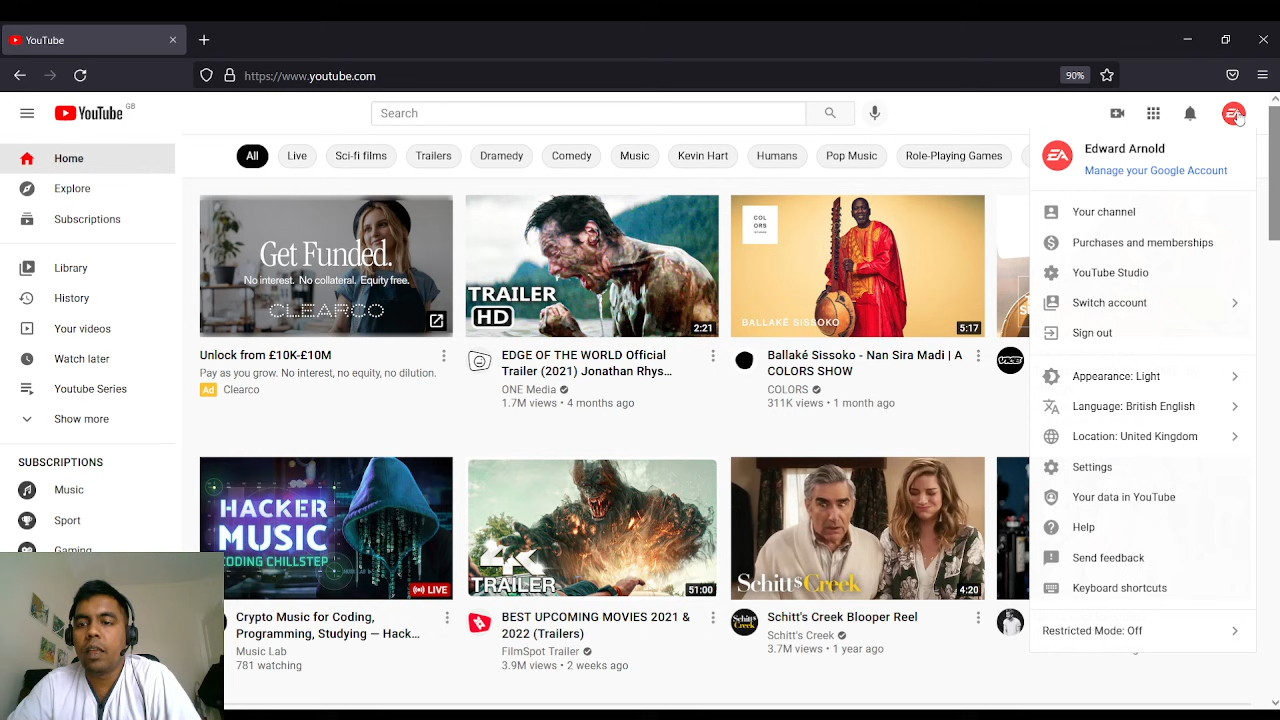 YouTube
https://www.youtube.com
90%
YouTube GB
Search
EA
Home
Explore
Subscriptions
Library
History
Your videos
Watch later
Youtube Series
Show more
SUBSCRIPTIONS
Music
Sport
Gaming
All
Live
Sci-Fi films
Trailers
Dramedy
Comedy
Music
Kevin Hart
Humans
Pop Music
Role-Playing Games
Get Funded.
No interest. No collateral. Equity free.
CLEARCO
Unlock from £10K-£10M
Pay as you grow. No interest, no equity, no dilution.
Ad Clearco
TRAILER
HD
2:21
EDGE OF THE WORLD Official
Trailer (2021) Jonathan Rhys...
ONE Media
1.7M views • 4 months ago
COL
ORS
BALLAKÉ SISSOKO
5:17
Ballaké Sissoko - Nan Sira Madi | A
COLORS SHOW
COLORS
311K views • 1 month ago
HACKER
MUSIC
CODING CHILLSTEP
LIVE
Crypto Music for Coding,
Programming, Studying — Hack...
Music Lab
781 watching
4K
TRAILER
51:00
BEST UPCOMING MOVIES 2021 &
2022 (Trailers)
FilmSpot Trailer
3.9M views • 2 weeks ago
Schitt's Creek
4:20
Schitt's Creek
Schitt's Creek Blooper Reel
Schitt's Creek
3.7M views • 1 year ago
EA
Edward Arnold
Manage your Google Account
Your channel
Purchases and memberships
YouTube Studio
Switch account
Sign out
Appearance: Light
Language: British English
Location: United Kingdom
Settings
Your data in YouTube
Help
Send feedback
Keyboard shortcuts
Restricted Mode: Off